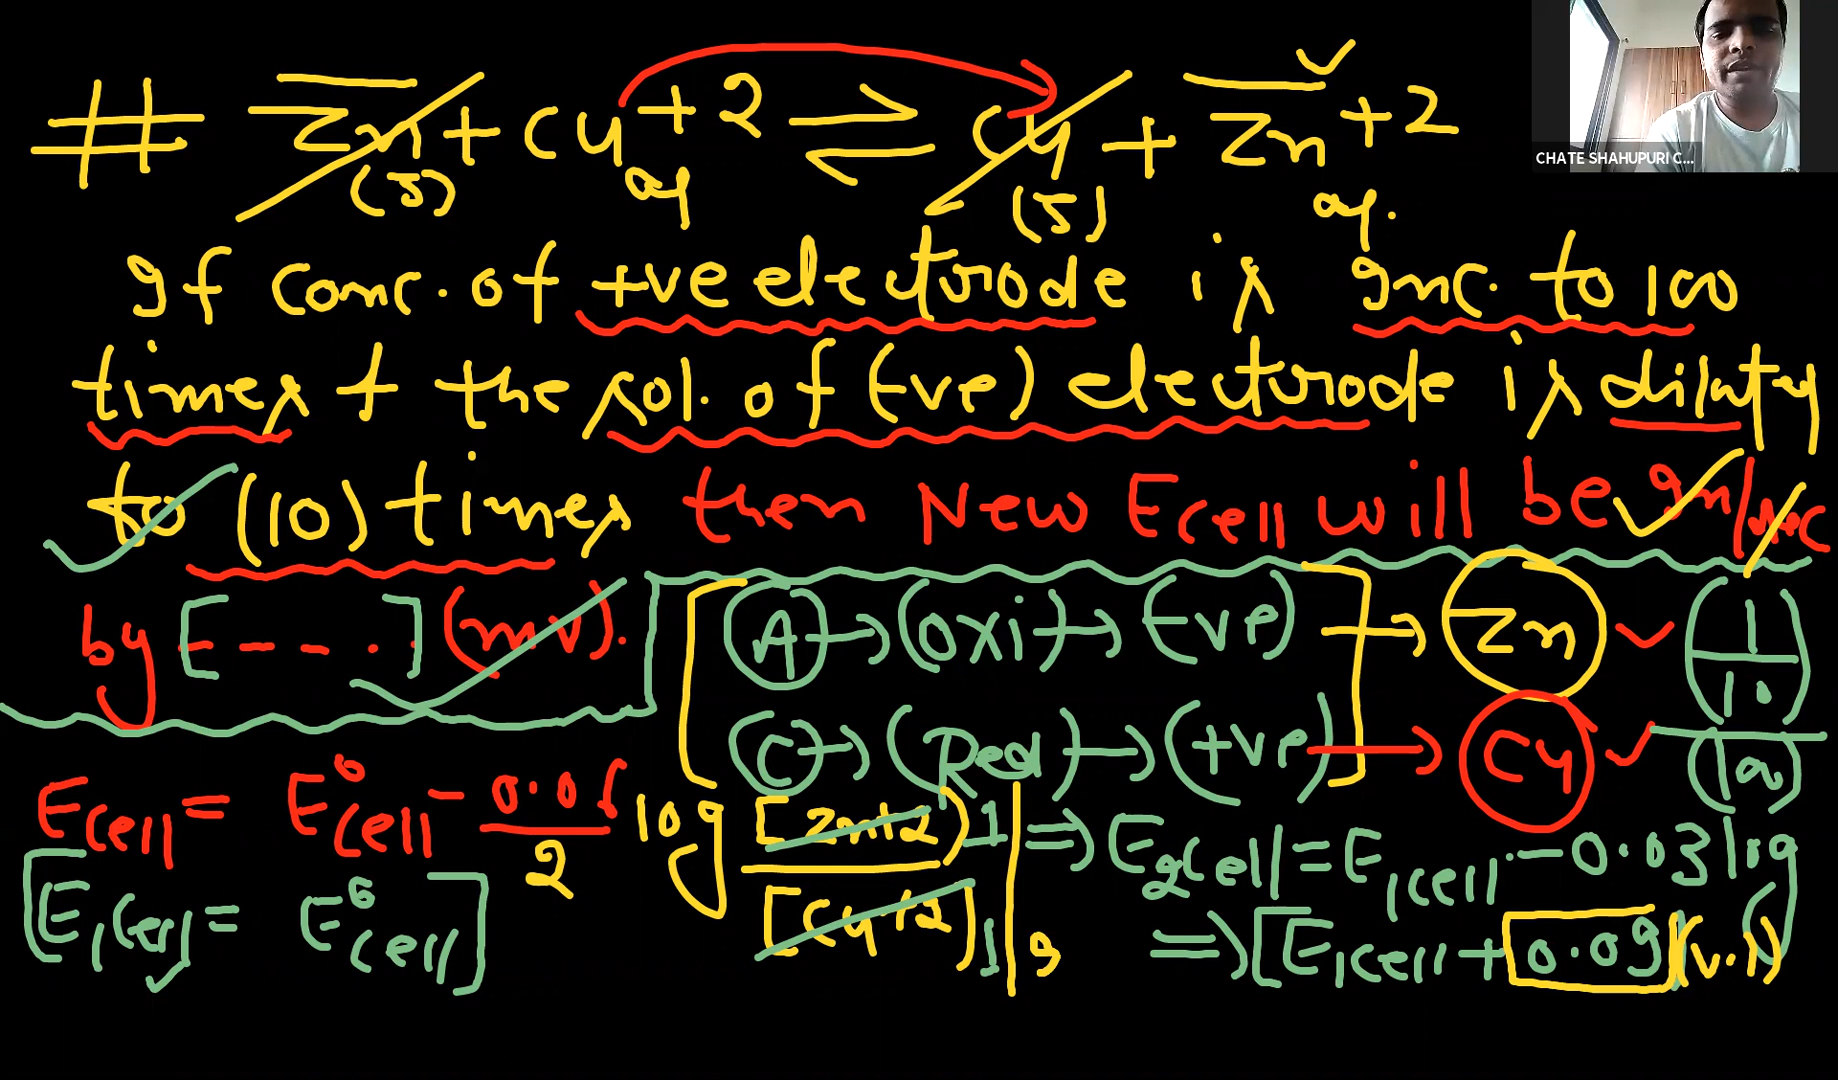 # Zn(s) + Cu+2 aq ⇌ Cu(s) + Zn+2 aq.
CHATE SHAHUPURI C...
If conc. of +ve electrode is Inc. to 100
times + the sol. of (-ve) electrode is dilutey
to (10) times then New Ecell will be In/Dec
by [- - - - . .] (mv).
(A) → (oxi) → (-ve) → Zn ✓ (1/10)
(C) → (Red) → (+ve) → Cu ✓ (100)
Ecell = E°cell - 0.06/2 log [Zn+2]1/[Cu+2]1 ⇒ E2cell = E1cell - 0.03 log
[E1cell = E°cell] ⇒ [E1cell + 0.09 (v.)